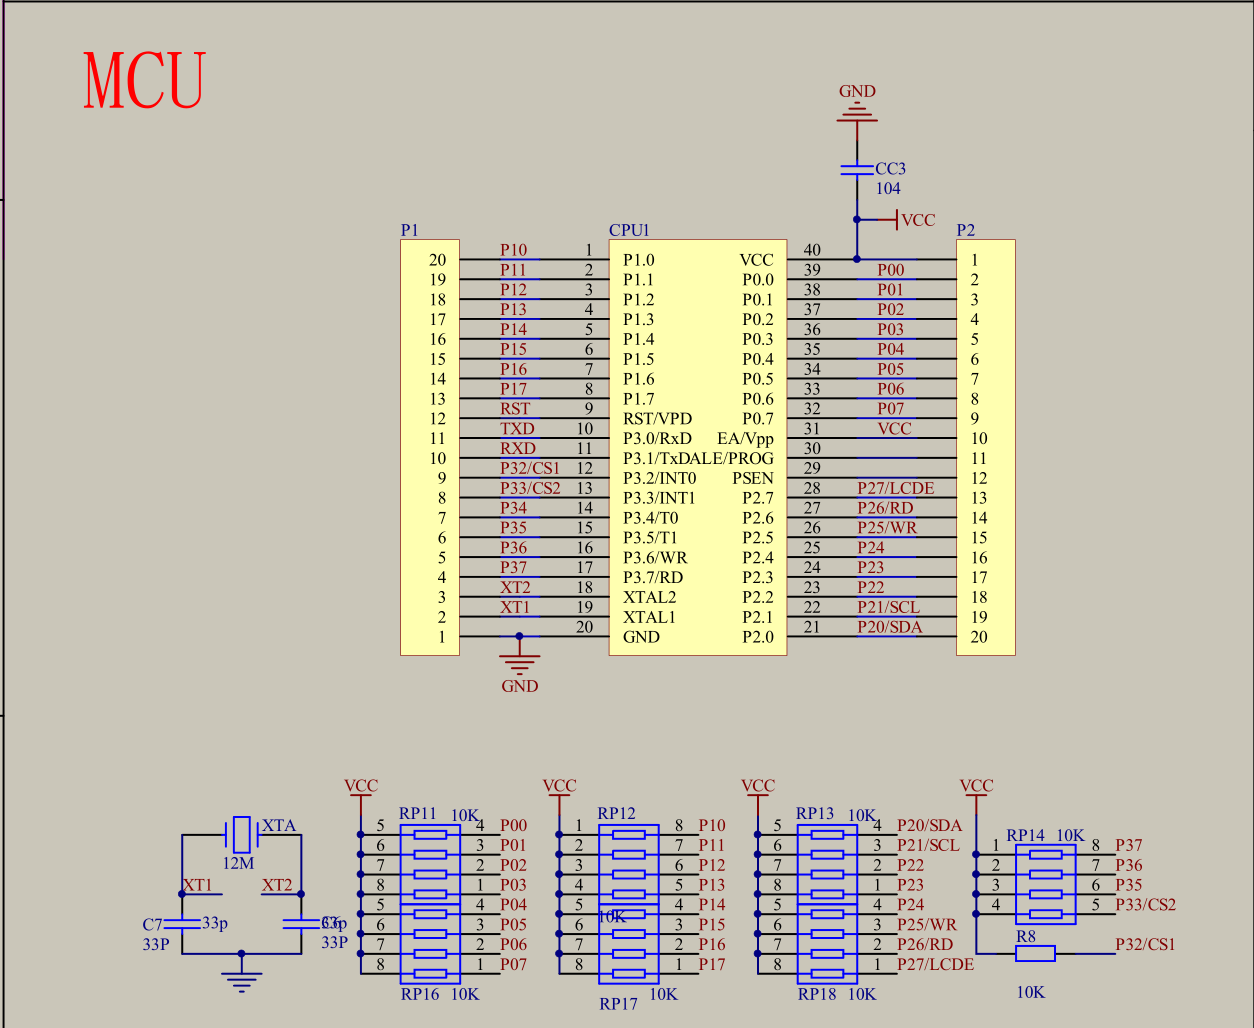 MCU
GND
CC3
104
VCC
P1
CPU1
P2
20 P10 1 P1.0 VCC 40 1
19 P11 2 P1.1 P0.0 39 P00 2
18 P12 3 P1.2 P0.1 38 P01 3
17 P13 4 P1.3 P0.2 37 P02 4
16 P14 5 P1.4 P0.3 36 P03 5
15 P15 6 P1.5 P0.4 35 P04 6
14 P16 7 P1.6 P0.5 34 P05 7
13 P17 8 P1.7 P0.6 33 P06 8
12 RST 9 RST/VPD P0.7 32 P07 9
11 TXD 10 P3.0/RxD EA/Vpp 31 VCC 10
10 RXD 11 P3.1/TxD ALE/PROG 30 11
9 P32/CS1 12 P3.2/INT0 PSEN 29 12
8 P33/CS2 13 P3.3/INT1 P2.7 28 P27/LCDE 13
7 P34 14 P3.4/T0 P2.6 27 P26/RD 14
6 P35 15 P3.5/T1 P2.5 26 P25/WR 15
5 P36 16 P3.6/WR P2.4 25 P24 16
4 P37 17 P3.7/RD P2.3 24 P23 17
3 XT2 18 XTAL2 P2.2 23 P22 18
2 XT1 19 XTAL1 P2.1 22 P21/SCL 19
1 20 GND P2.0 21 P20/SDA 20
GND
XTA
12M
XT1 XT2
C7 33p 33p
33P 33P
VCC
RP11 10K
5 4 P00
6 3 P01
7 2 P02
8 1 P03
5 4 P04
6 3 P05
7 2 P06
8 1 P07
RP16 10K
VCC
RP12
1 8 P10
2 7 P11
3 6 P12
4 5 P13
5 4 P14
10K
6 3 P15
7 2 P16
8 1 P17
RP17 10K
VCC
RP13 10K
5 4 P20/SDA
6 3 P21/SCL
7 2 P22
8 1 P23
5 4 P24
6 3 P25/WR
7 2 P26/RD
8 1 P27/LCDE
RP18 10K
VCC
RP14 10K
1 8 P37
2 7 P36
3 6 P35
4 5 P33/CS2
R8 P32/CS1
10K